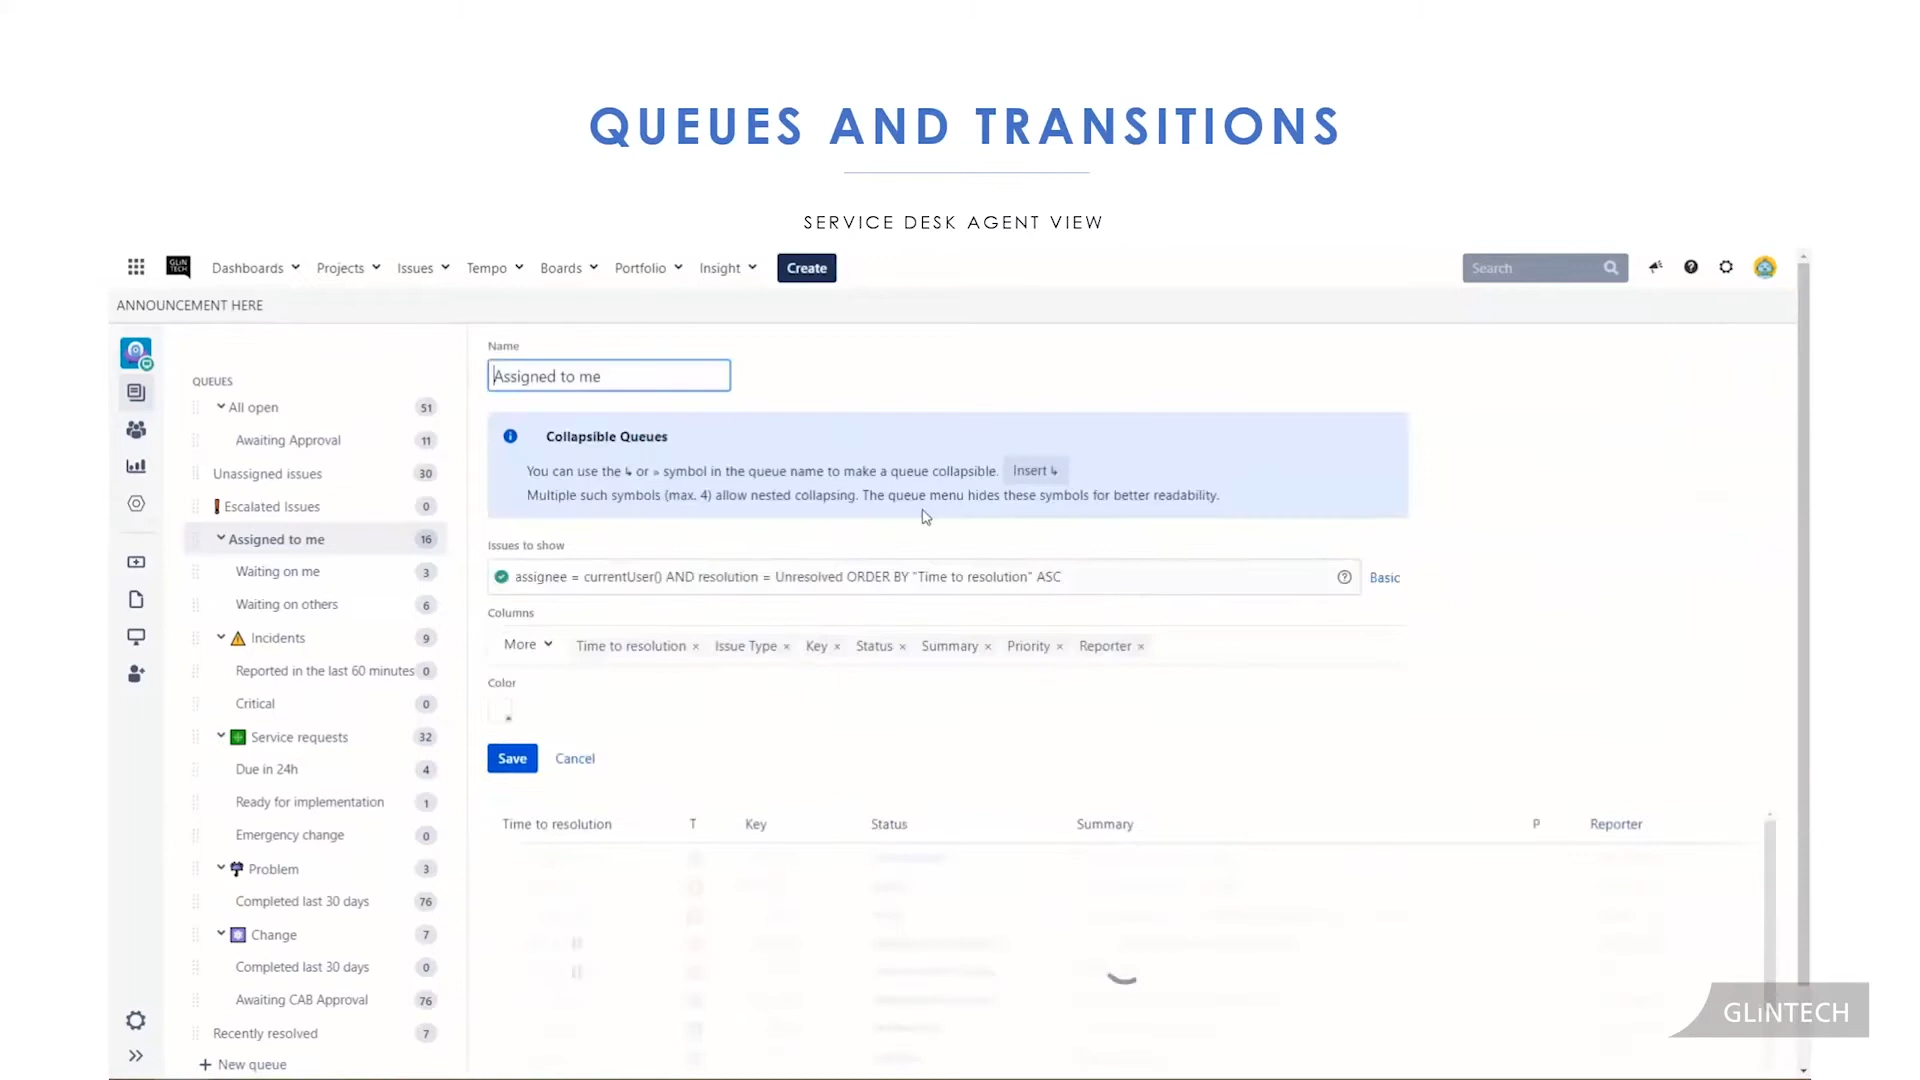 QUEUES AND TRANSITIONS
SERVICE DESK AGENT VIEW
GLiN TECH
Dashboards Projects Issues Tempo Boards Portfolio Insight Create Search
ANNOUNCEMENT HERE
QUEUES
All open 51
Awaiting Approval 11
Unassigned issues 30
Escalated Issues 0
Assigned to me 16
Waiting on me 3
Waiting on others 6
Incidents 9
Reported in the last 60 minutes 0
Critical 0
Service requests 32
Due in 24h 4
Ready for implementation 1
Emergency change 0
Problem 3
Completed last 30 days 76
Change 7
Completed last 30 days 0
Awaiting CAB Approval 76
Recently resolved 7
+ New queue
Name
Assigned to me
Collapsible Queues
You can use the ↳ or » symbol in the queue name to make a queue collapsible. Insert ↳
Multiple such symbols (max. 4) allow nested collapsing. The queue menu hides these symbols for better readability.
Issues to show
assignee = currentUser() AND resolution = Unresolved ORDER BY "Time to resolution" ASC Basic
Columns
More Time to resolution × Issue Type × Key × Status × Summary × Priority × Reporter ×
Color
Save Cancel
Time to resolution T Key Status Summary P Reporter
GLiNTECH